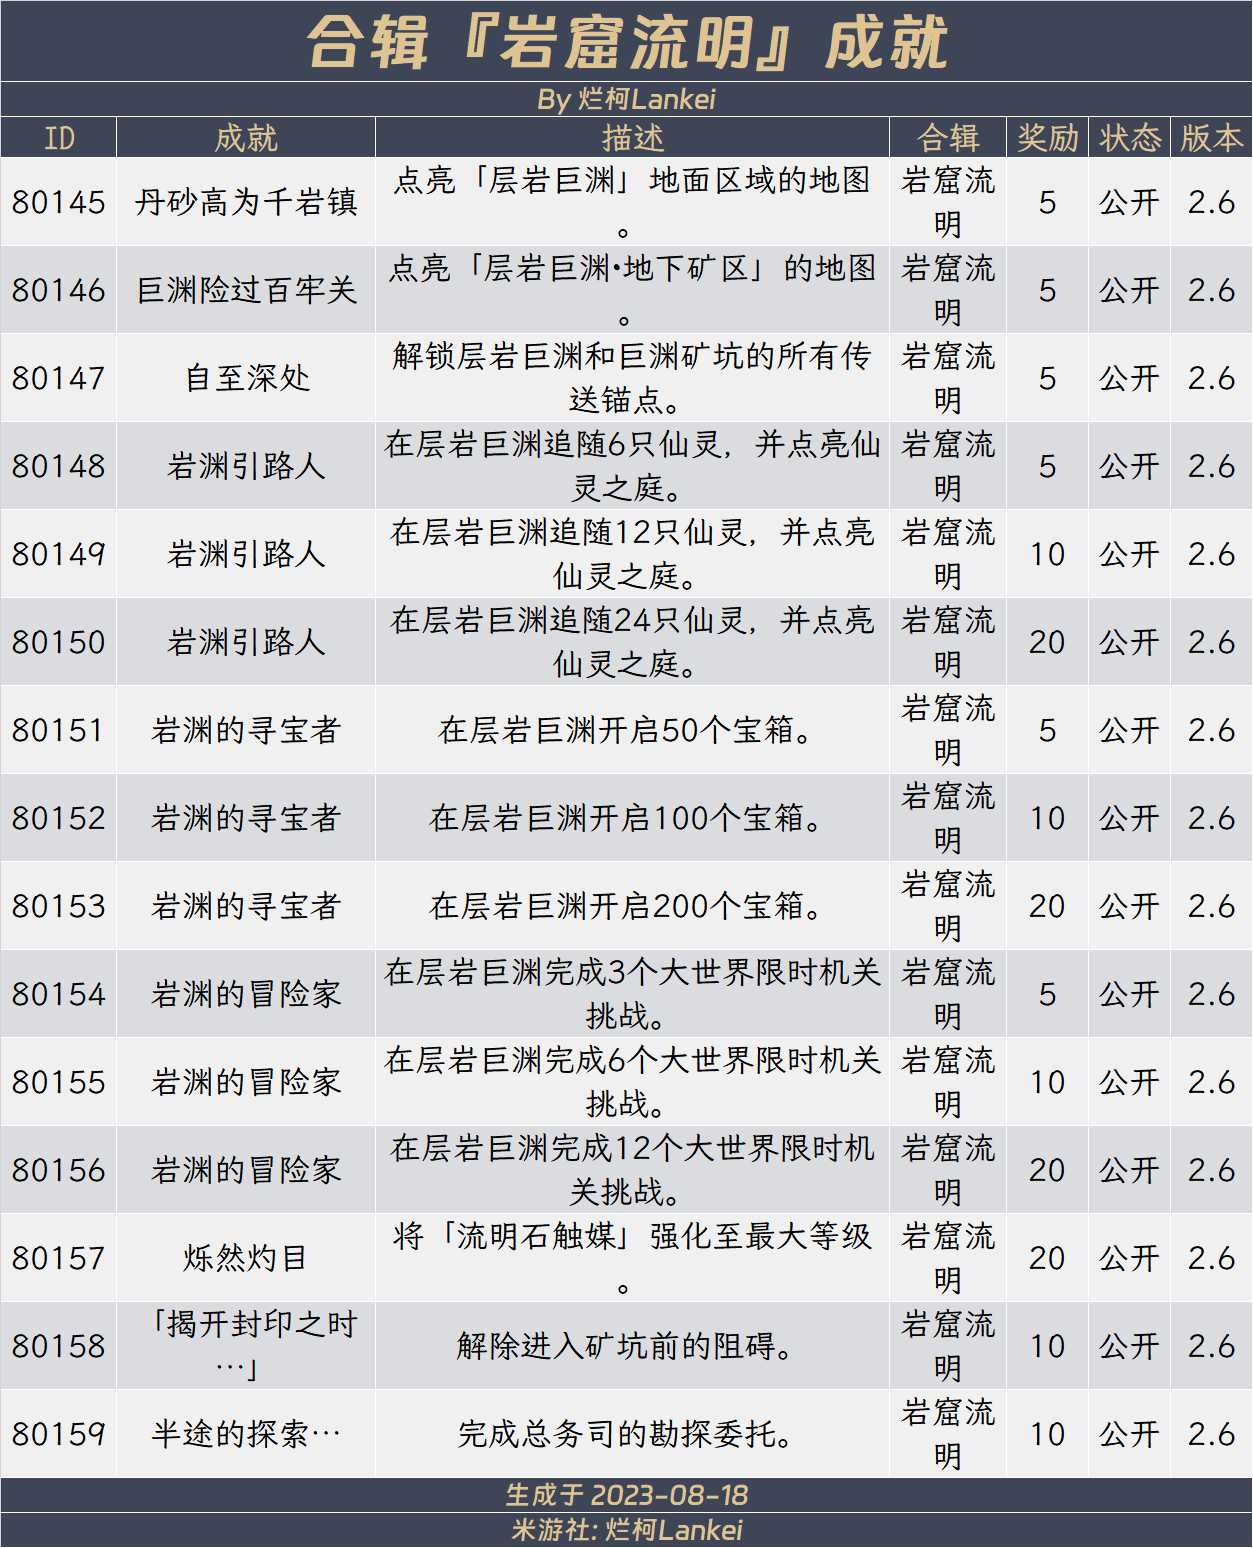 合辑『岩窟流明』成就
By 烂柯Lankei
ID 成就 描述 合辑 奖励 状态 版本
80145 丹砂高为千岩镇 点亮「层岩巨渊」地面区域的地图。 岩窟流明 5 公开 2.6
80146 巨渊险过百牢关 点亮「层岩巨渊•地下矿区」的地图。 岩窟流明 5 公开 2.6
80147 自至深处 解锁层岩巨渊和巨渊矿坑的所有传送锚点。 岩窟流明 5 公开 2.6
80148 岩渊引路人 在层岩巨渊追随6只仙灵，并点亮仙灵之庭。 岩窟流明 5 公开 2.6
80149 岩渊引路人 在层岩巨渊追随12只仙灵，并点亮仙灵之庭。 岩窟流明 10 公开 2.6
80150 岩渊引路人 在层岩巨渊追随24只仙灵，并点亮仙灵之庭。 岩窟流明 20 公开 2.6
80151 岩渊的寻宝者 在层岩巨渊开启50个宝箱。 岩窟流明 5 公开 2.6
80152 岩渊的寻宝者 在层岩巨渊开启100个宝箱。 岩窟流明 10 公开 2.6
80153 岩渊的寻宝者 在层岩巨渊开启200个宝箱。 岩窟流明 20 公开 2.6
80154 岩渊的冒险家 在层岩巨渊完成3个大世界限时机关挑战。 岩窟流明 5 公开 2.6
80155 岩渊的冒险家 在层岩巨渊完成6个大世界限时机关挑战。 岩窟流明 10 公开 2.6
80156 岩渊的冒险家 在层岩巨渊完成12个大世界限时机关挑战。 岩窟流明 20 公开 2.6
80157 烁然灼目 将「流明石触媒」强化至最大等级。 岩窟流明 20 公开 2.6
80158 「揭开封印之时…」 解除进入矿坑前的阻碍。 岩窟流明 10 公开 2.6
80159 半途的探索… 完成总务司的勘探委托。 岩窟流明 10 公开 2.6
生成于 2023-08-18
米游社: 烂柯Lankei